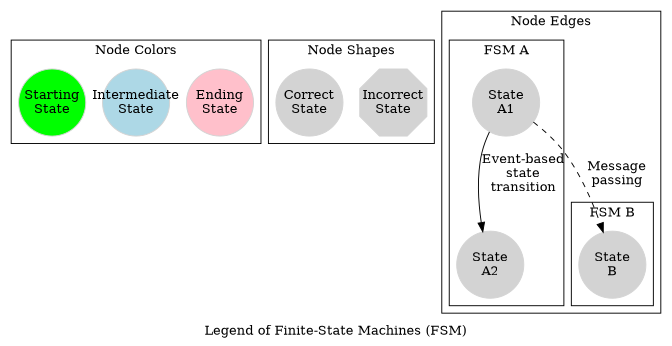 Node Colors
Starting
State
Intermediate
State
Ending
State
Node Shapes
Correct
State
Incorrect
State
Node Edges
FSM A
State
A1
Event-based
state
transition
Message
passing
State
A2
FSM B
State
B
Legend of Finite-State Machines (FSM)